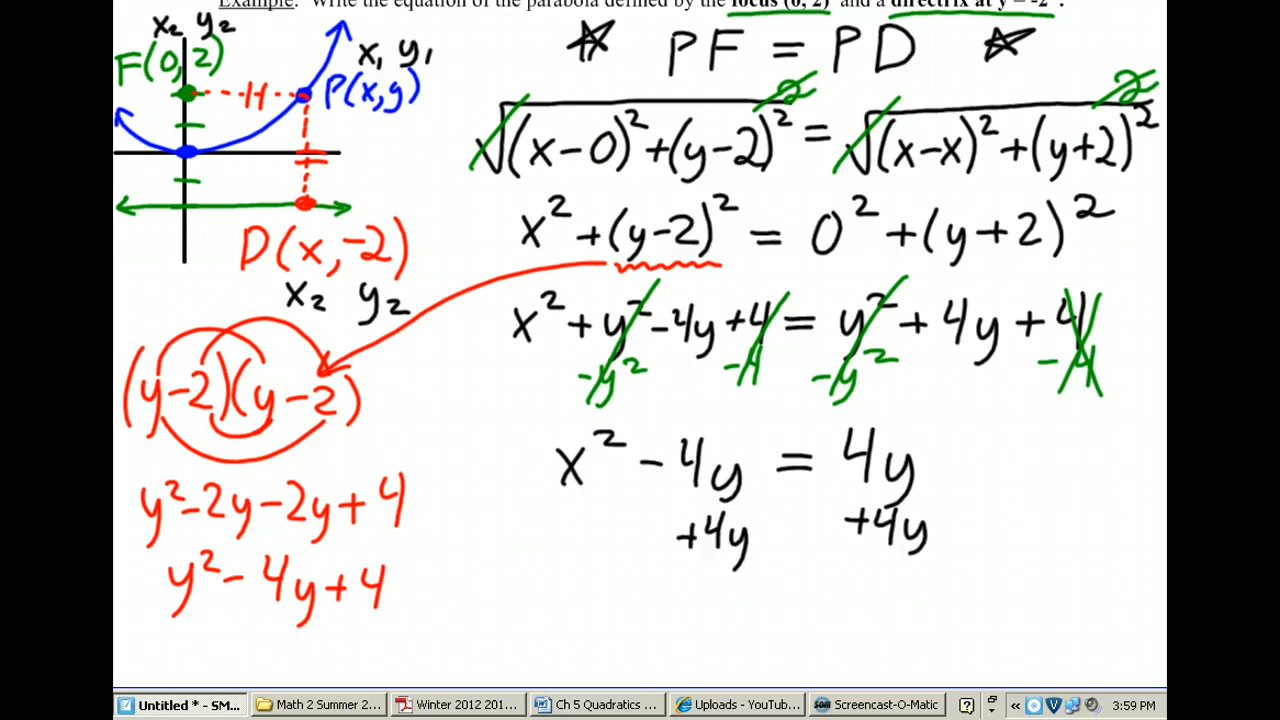 Example: Write the equation of the parabola defined by the focus (0, 2) and a directrix at y = -2 .
x₂ y₂
F(0, 2)
x, y₁
P(x,y)
D(x, -2)
x₂ y₂
(y-2)(y-2)
y²-2y-2y+4
y²-4y+4
PF = PD
√(x-0)²+(y-2)² 2 = √(x-x)²+(y+2)² 2
x²+(y-2)² = 0²+(y+2)²
x²+y²-4y+4 = y²+4y+4
-y² -4 -y² -4
x²-4y = 4y
+4y +4y
Untitled * - SM... Math 2 Summer 2... Winter 2012 201... Ch 5 Quadratics ... Uploads - YouTub... Screencast-O-Matic 3:59 PM